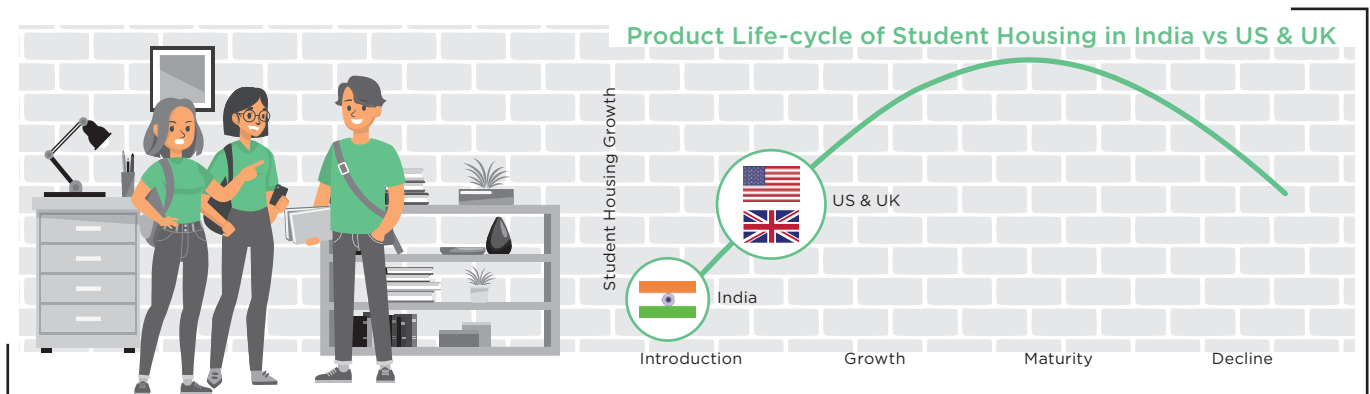 Product Life-cycle of Student Housing in India vs US & UK
Student Housing Growth
US & UK
India
Introduction
Growth
Maturity
Decline